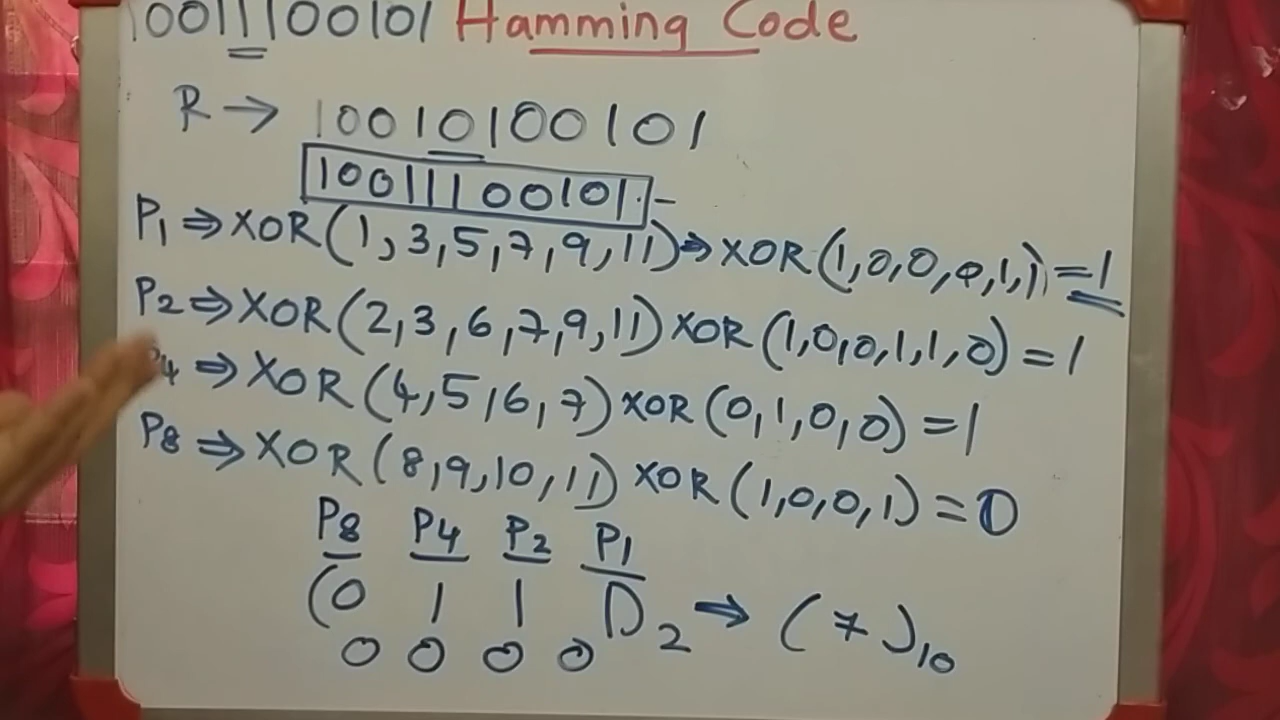 10011100101 Hamming Code
R → 10010100101
10011100101.-
P1 ⇒ XOR(1,3,5,7,9,11) ⇒ XOR(1,0,0,0,1,1) = 1
P2 ⇒ XOR(2,3,6,7,9,11) XOR(1,0,0,1,1,0) = 1
P4 ⇒ XOR(4,5,6,7) XOR(0,1,0,0) = 1
P8 ⇒ XOR(8,9,10,11) XOR(1,0,0,1) = 0
P8 P4 P2 P1
(0 1 1 1)2 ⇒ (7)10
0 0 0 0